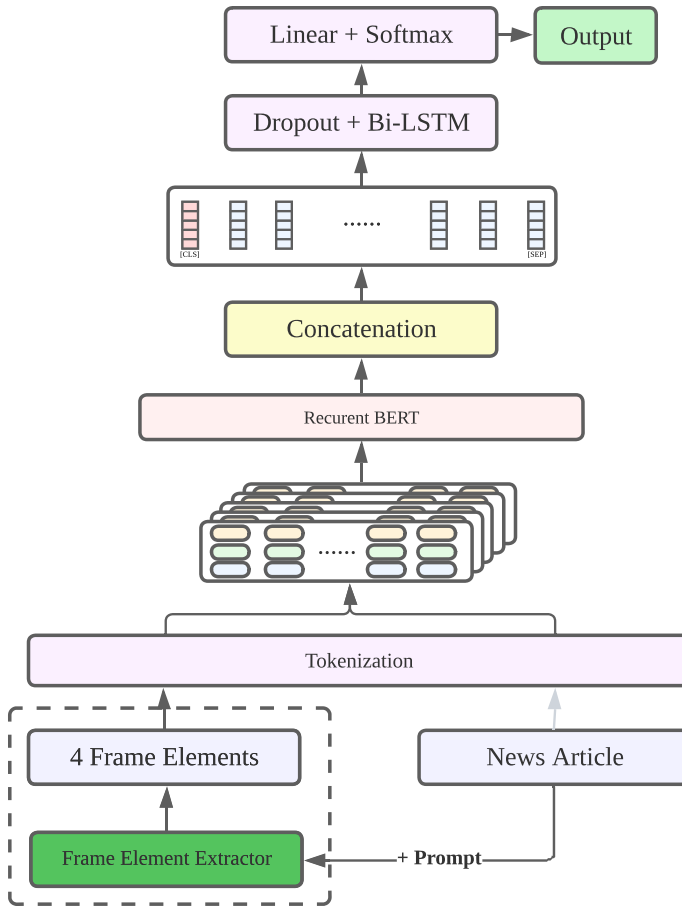 Linear + Softmax
Output
Dropout + Bi-LSTM
......
[CLS]
[SEP]
Concatenation
Recurent BERT
......
Tokenization
4 Frame Elements
News Article
Frame Element Extractor
+ Prompt